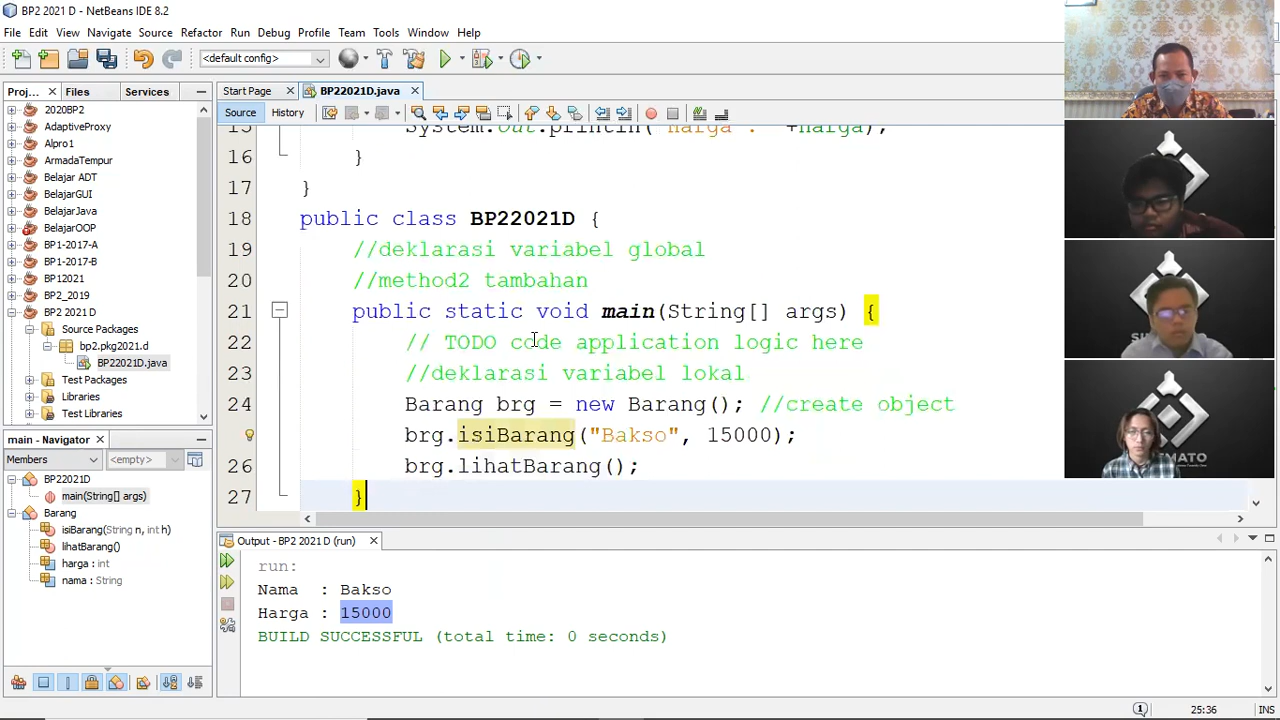 BP2 2021 D - NetBeans IDE 8.2
File Edit View Navigate Source Refactor Run Debug Profile Team Tools Window Help
<default config>
Proj... Files Services
2020BP2
AdaptiveProxy
Alpro1
ArmadaTempur
Belajar ADT
BelajarGUI
BelajarJava
BelajarOOP
BP1-2017-A
BP1-2017-B
BP12021
BP2_2019
BP2 2021 D
Source Packages
bp2.pkg2021.d
BP22021D.java
Test Packages
Libraries
Test Libraries
main - Navigator
Members <empty>
BP22021D
main(String[] args)
Barang
isiBarang(String n, int h)
lihatBarang()
harga : int
nama : String
Start Page BP22021D.java
Source History
15 System.out.println("Harga : "+harga);
16 }
17 }
18 public class BP22021D {
19 //deklarasi variabel global
20 //method2 tambahan
21 public static void main(String[] args) {
22 // TODO code application logic here
23 //deklarasi variabel lokal
24 Barang brg = new Barang(); //create object
brg.isiBarang("Bakso", 15000);
26 brg.lihatBarang();
27 }
Output - BP2 2021 D (run)
run:
Nama : Bakso
Harga : 15000
BUILD SUCCESSFUL (total time: 0 seconds)
25:36 INS